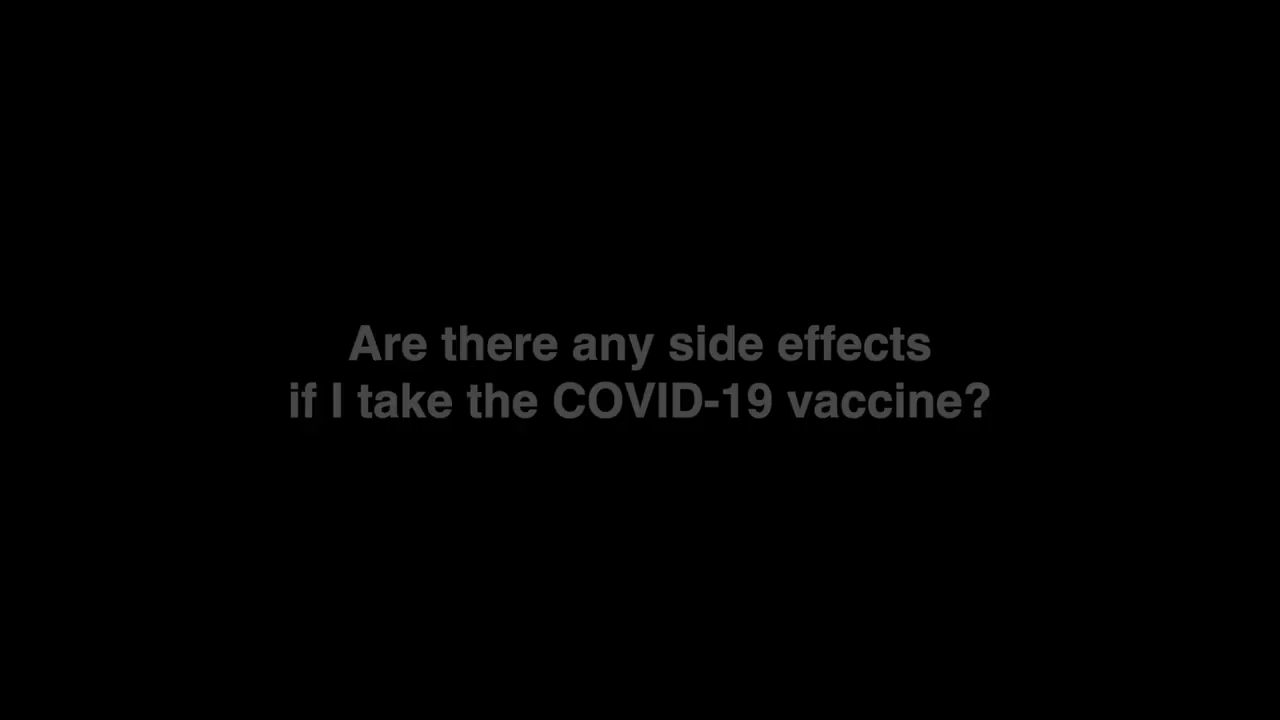 Are there any side effects
if I take the COVID-19 vaccine?